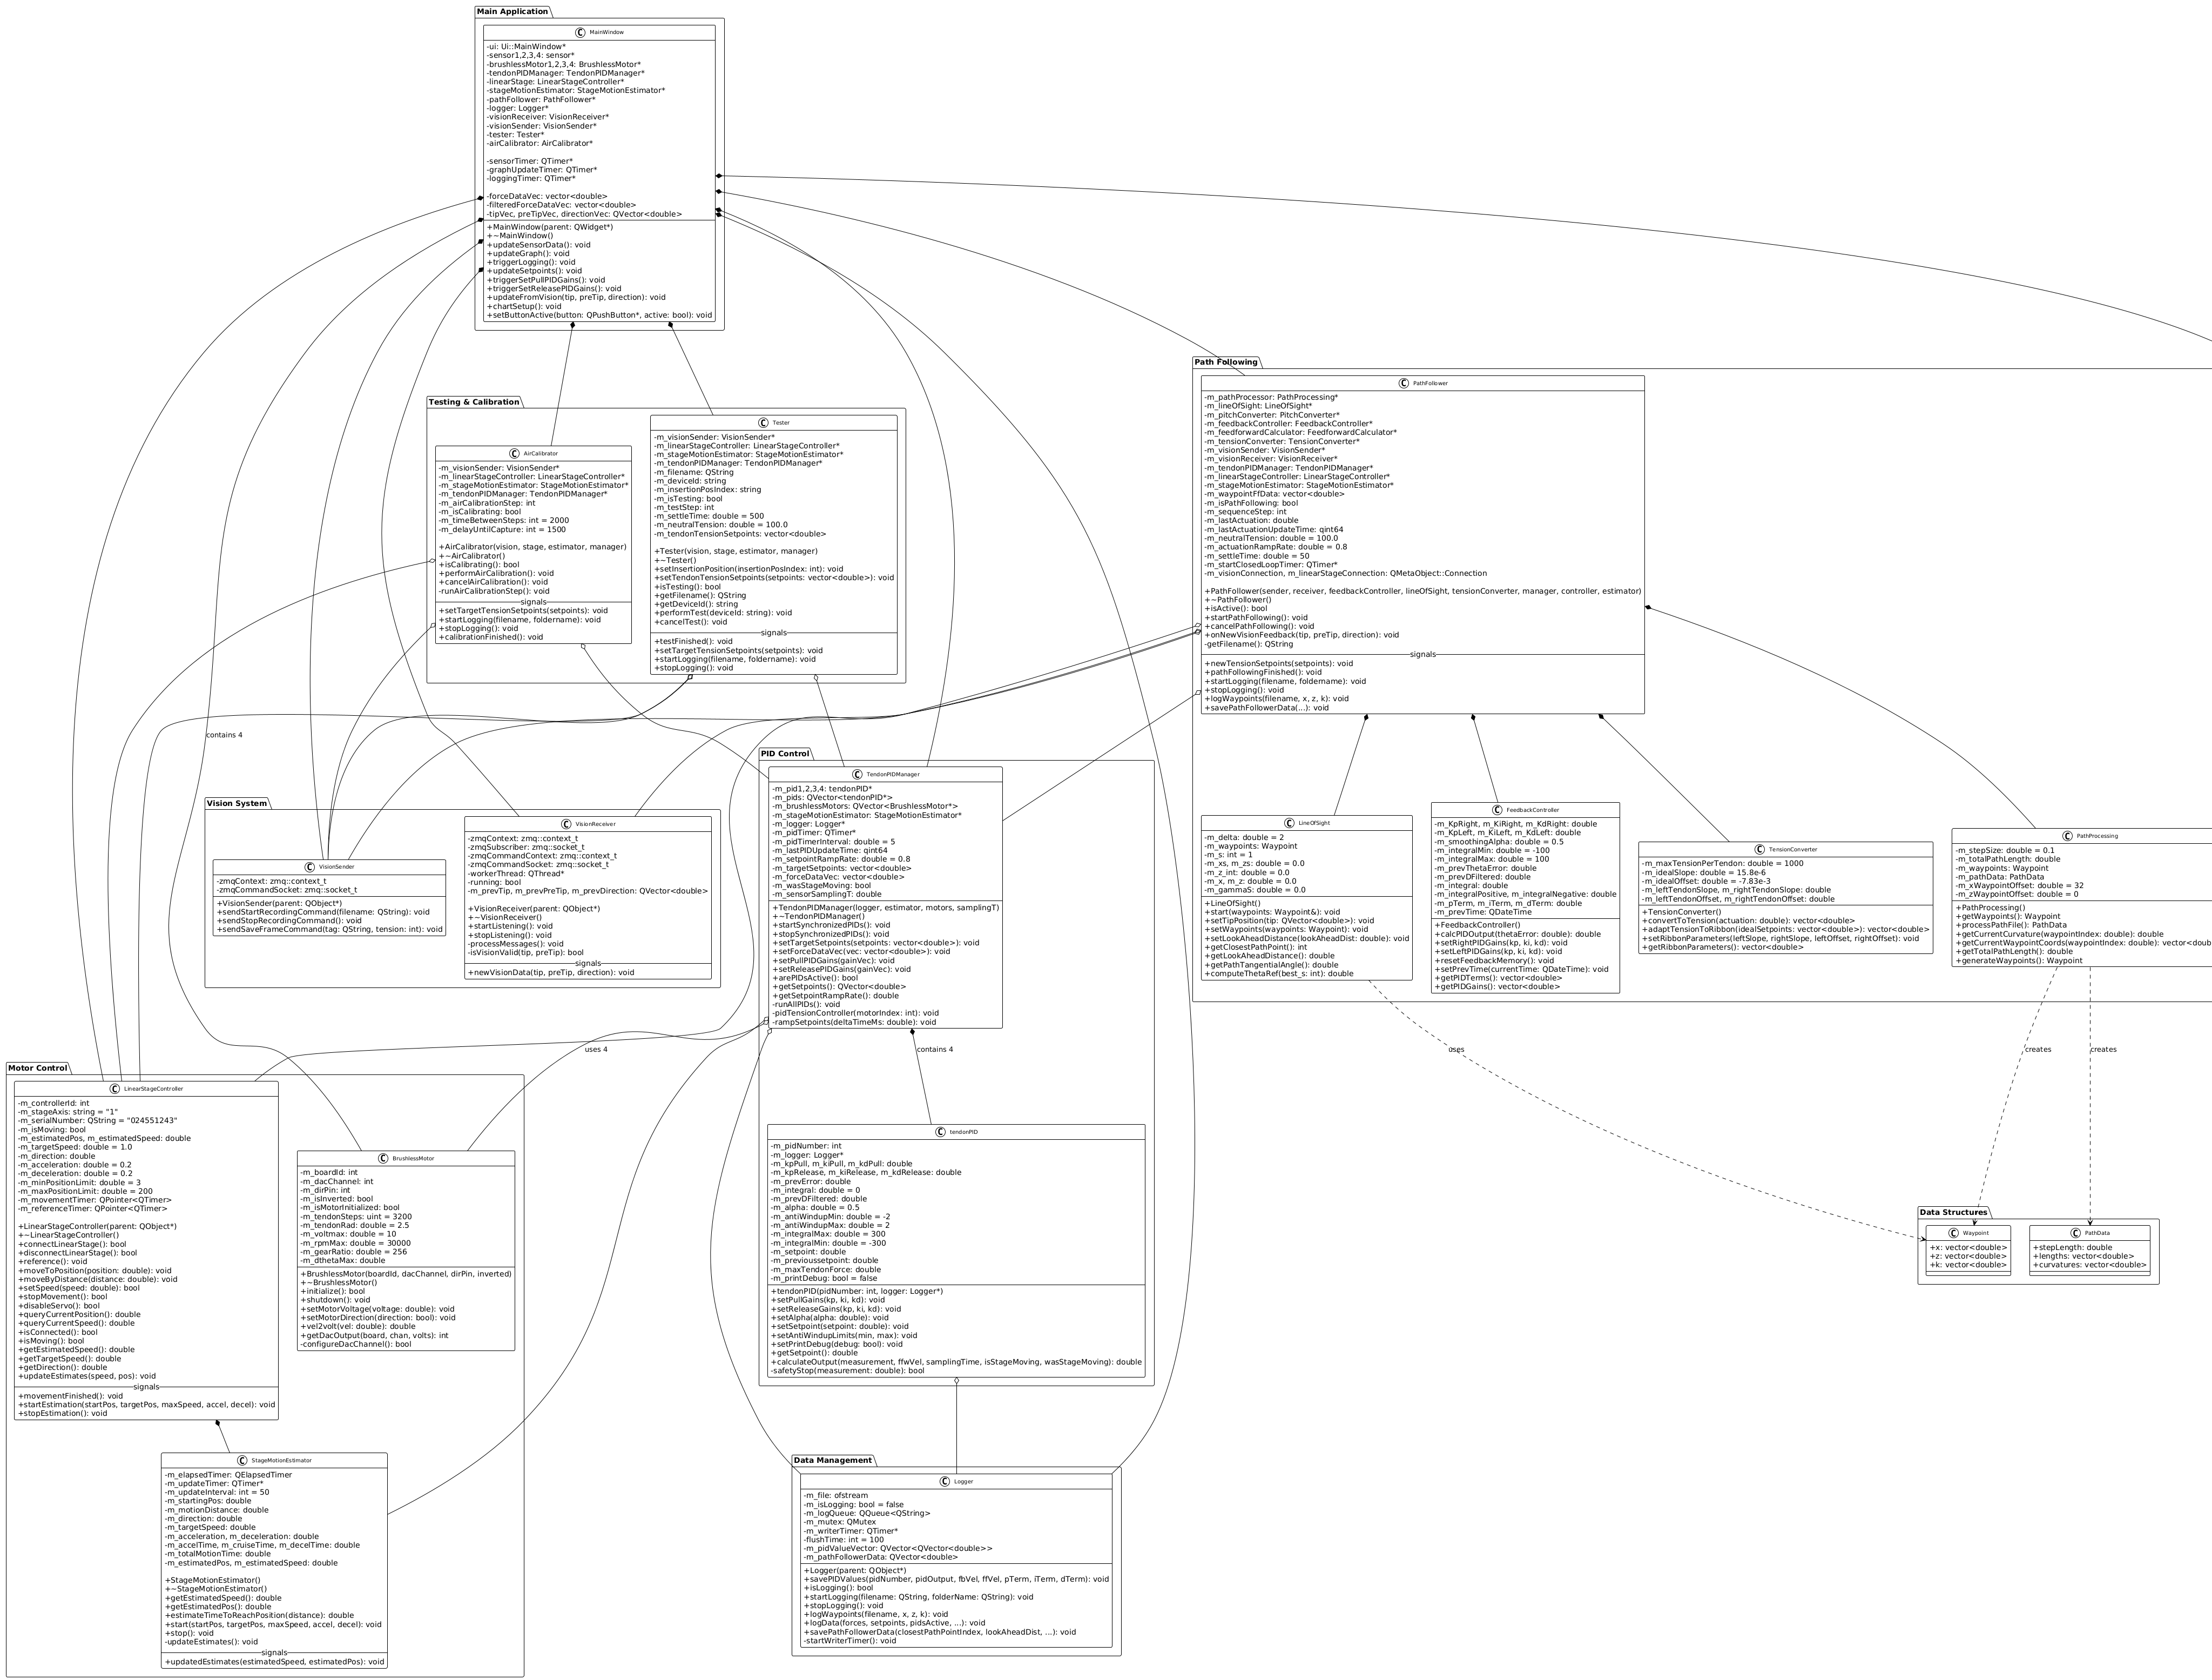 Main Application
C MainWindow
-ui: Ui::MainWindow*
-sensor1,2,3,4: sensor*
-brushlessMotor1,2,3,4: BrushlessMotor*
-tendonPIDManager: TendonPIDManager*
-linearStage: LinearStageController*
-stageMotionEstimator: StageMotionEstimator*
-pathFollower: PathFollower*
-logger: Logger*
-visionReceiver: VisionReceiver*
-visionSender: VisionSender*
-tester: Tester*
-airCalibrator: AirCalibrator*
-sensorTimer: QTimer*
-graphUpdateTimer: QTimer*
-loggingTimer: QTimer*
-forceDataVec: vector<double>
-filteredForceDataVec: vector<double>
-tipVec, preTipVec, directionVec: QVector<double>
+MainWindow(parent: QWidget*)
+~MainWindow()
+updateSensorData(): void
+updateGraph(): void
+triggerLogging(): void
+updateSetpoints(): void
+triggerSetPullPIDGains(): void
+triggerSetReleasePIDGains(): void
+updateFromVision(tip, preTip, direction): void
+chartSetup(): void
+setButtonActive(button: QPushButton*, active: bool): void
Testing & Calibration
C AirCalibrator
-m_visionSender: VisionSender*
-m_linearStageController: LinearStageController*
-m_stageMotionEstimator: StageMotionEstimator*
-m_tendonPIDManager: TendonPIDManager*
-m_airCalibrationStep: int
-m_isCalibrating: bool
-m_timeBetweenSteps: int = 2000
-m_delayUntilCapture: int = 1500
+AirCalibrator(vision, stage, estimator, manager)
+~AirCalibrator()
+isCalibrating(): bool
+performAirCalibration(): void
+cancelAirCalibration(): void
-runAirCalibrationStep(): void
signals
+setTargetTensionSetpoints(setpoints): void
+startLogging(filename, foldername): void
+stopLogging(): void
+calibrationFinished(): void
C Tester
-m_visionSender: VisionSender*
-m_linearStageController: LinearStageController*
-m_stageMotionEstimator: StageMotionEstimator*
-m_tendonPIDManager: TendonPIDManager*
-m_filename: QString
-m_deviceId: string
-m_insertionPosIndex: string
-m_isTesting: bool
-m_testStep: int
-m_settleTime: double = 500
-m_neutralTension: double = 100.0
-m_tendonTensionSetpoints: vector<double>
+Tester(vision, stage, estimator, manager)
+~Tester()
+setInsertionPosition(insertionPosIndex: int): void
+setTendonTensionSetpoints(setpoints: vector<double>): void
+isTesting(): bool
+getFilename(): QString
+getDeviceId(): string
+performTest(deviceId: string): void
+cancelTest(): void
signals
+testFinished(): void
+setTargetTensionSetpoints(setpoints): void
+startLogging(filename, foldername): void
+stopLogging(): void
Path Following
C PathFollower
-m_pathProcessor: PathProcessing*
-m_lineOfSight: LineOfSight*
-m_pitchConverter: PitchConverter*
-m_feedbackController: FeedbackController*
-m_feedforwardCalculator: FeedforwardCalculator*
-m_tensionConverter: TensionConverter*
-m_visionSender: VisionSender*
-m_visionReceiver: VisionReceiver*
-m_tendonPIDManager: TendonPIDManager*
-m_linearStageController: LinearStageController*
-m_stageMotionEstimator: StageMotionEstimator*
-m_waypointFfData: vector<double>
-m_isPathFollowing: bool
-m_sequenceStep: int
-m_lastActuation: double
-m_lastActuationUpdateTime: qint64
-m_neutralTension: double = 100.0
-m_actuationRampRate: double = 0.8
-m_settleTime: double = 50
-m_startClosedLoopTimer: QTimer*
-m_visionConnection, m_linearStageConnection: QMetaObject::Connection
+PathFollower(sender, receiver, feedbackController, lineOfSight, tensionConverter, manager, controller, estimator)
+~PathFollower()
+isActive(): bool
+startPathFollowing(): void
+cancelPathFollowing(): void
+onNewVisionFeedback(tip, preTip, direction): void
-getFilename(): QString
signals
+newTensionSetpoints(setpoints): void
+pathFollowingFinished(): void
+startLogging(filename, foldername): void
+stopLogging(): void
+logWaypoints(filename, x, z, k): void
+savePathFollowerData(...): void
contains 4
Vision System
C VisionSender
-zmqContext: zmq::context_t
-zmqCommandSocket: zmq::socket_t
+VisionSender(parent: QObject*)
+sendStartRecordingCommand(filename: QString): void
+sendStopRecordingCommand(): void
+sendSaveFrameCommand(tag: QString, tension: int): void
C VisionReceiver
-zmqContext: zmq::context_t
-zmqSubscriber: zmq::socket_t
-zmqCommandContext: zmq::context_t
-zmqCommandSocket: zmq::socket_t
-workerThread: QThread*
-running: bool
-m_prevTip, m_prevPreTip, m_prevDirection: QVector<double>
+VisionReceiver(parent: QObject*)
+~VisionReceiver()
+startListening(): void
+stopListening(): void
-processMessages(): void
-isVisionValid(tip, preTip): bool
signals
+newVisionData(tip, preTip, direction): void
PID Control
C TendonPIDManager
-m_pid1,2,3,4: tendonPID*
-m_pids: QVector<tendonPID*>
-m_brushlessMotors: QVector<BrushlessMotor*>
-m_stageMotionEstimator: StageMotionEstimator*
-m_logger: Logger*
-m_pidTimer: QTimer*
-m_pidTimerInterval: double = 5
-m_lastPIDUpdateTime: qint64
-m_setpointRampRate: double = 0.8
-m_targetSetpoints: vector<double>
-m_forceDataVec: vector<double>
-m_wasStageMoving: bool
-m_sensorSamplingT: double
+TendonPIDManager(logger, estimator, motors, samplingT)
+~TendonPIDManager()
+startSynchronizedPIDs(): void
+stopSynchronizedPIDs(): void
+setTargetSetpoints(setpoints: vector<double>): void
+setForceDataVec(vec: vector<double>): void
+setPullPIDGains(gainVec): void
+setReleasePIDGains(gainVec): void
+arePIDsActive(): bool
+getSetpoints(): QVector<double>
+getSetpointRampRate(): double
-runAllPIDs(): void
-pidTensionController(motorIndex: int): void
-rampSetpoints(deltaTimeMs: double): void
C LineOfSight
-m_delta: double = 2
-m_waypoints: Waypoint
-m_s: int = 1
-m_xs, m_zs: double = 0.0
-m_z_int: double = 0.0
-m_x, m_z: double = 0.0
-m_gammaS: double = 0.0
+LineOfSight()
+start(waypoints: Waypoint&): void
+setTipPosition(tip: QVector<double>): void
+setWaypoints(waypoints: Waypoint): void
+setLookAheadDistance(lookAheadDist: double): void
+getClosestPathPoint(): int
+getLookAheadDistance(): double
+getPathTangentialAngle(): double
+computeThetaRef(best_s: int): double
C FeedbackController
-m_KpRight, m_KiRight, m_KdRight: double
-m_KpLeft, m_KiLeft, m_KdLeft: double
-m_smoothingAlpha: double = 0.5
-m_integralMin: double = -100
-m_integralMax: double = 100
-m_prevThetaError: double
-m_prevDFiltered: double
-m_integral: double
-m_integralPositive, m_integralNegative: double
-m_pTerm, m_iTerm, m_dTerm: double
-m_prevTime: QDateTime
+FeedbackController()
+calcPIDOutput(thetaError: double): double
+setRightPIDGains(kp, ki, kd): void
+setLeftPIDGains(kp, ki, kd): void
+resetFeedbackMemory(): void
+setPrevTime(currentTime: QDateTime): void
+getPIDTerms(): vector<double>
+getPIDGains(): vector<double>
C TensionConverter
-m_maxTensionPerTendon: double = 1000
-m_idealSlope: double = 15.8e-6
-m_idealOffset: double = -7.83e-3
-m_leftTendonSlope, m_rightTendonSlope: double
-m_leftTendonOffset, m_rightTendonOffset: double
+TensionConverter()
+convertToTension(actuation: double): vector<double>
+adaptTensionToRibbon(idealSetpoints: vector<double>): vector<double>
+setRibbonParameters(leftSlope, rightSlope, leftOffset, rightOffset): void
+getRibbonParameters(): vector<double>
C PathProcessing
-m_stepSize: double = 0.1
-m_totalPathLength: double
-m_waypoints: Waypoint
-m_pathData: PathData
-m_xWaypointOffset: double = 32
-m_zWaypointOffset: double = 0
+PathProcessing()
+getWaypoints(): Waypoint
+processPathFile(): PathData
+getCurrentCurvature(waypointIndex: double): double
+getCurrentWaypointCoords(waypointIndex: double): vector<doub
+getTotalPathLength(): double
+generateWaypoints(): Waypoint
uses 4
contains 4
uses
creates
creates
Motor Control
C LinearStageController
-m_controllerId: int
-m_stageAxis: string = "1"
-m_serialNumber: QString = "024551243"
-m_isMoving: bool
-m_estimatedPos, m_estimatedSpeed: double
-m_targetSpeed: double = 1.0
-m_direction: double
-m_acceleration: double = 0.2
-m_deceleration: double = 0.2
-m_minPositionLimit: double = 3
-m_maxPositionLimit: double = 200
-m_movementTimer: QPointer<QTimer>
-m_referenceTimer: QPointer<QTimer>
+LinearStageController(parent: QObject*)
+~LinearStageController()
+connectLinearStage(): bool
+disconnectLinearStage(): bool
+reference(): void
+moveToPosition(position: double): void
+moveByDistance(distance: double): void
+setSpeed(speed: double): bool
+stopMovement(): bool
+disableServo(): bool
+queryCurrentPosition(): double
+queryCurrentSpeed(): double
+isConnected(): bool
+isMoving(): bool
+getEstimatedSpeed(): double
+getTargetSpeed(): double
+getDirection(): double
+updateEstimates(speed, pos): void
signals
+movementFinished(): void
+startEstimation(startPos, targetPos, maxSpeed, accel, decel): void
+stopEstimation(): void
C BrushlessMotor
-m_boardId: int
-m_dacChannel: int
-m_dirPin: int
-m_isInverted: bool
-m_isMotorInitialized: bool
-m_tendonSteps: uint = 3200
-m_tendonRad: double = 2.5
-m_voltmax: double = 10
-m_rpmMax: double = 30000
-m_gearRatio: double = 256
-m_dthetaMax: double
+BrushlessMotor(boardId, dacChannel, dirPin, inverted)
+~BrushlessMotor()
+initialize(): bool
+shutdown(): void
+setMotorVoltage(voltage: double): void
+setMotorDirection(direction: bool): void
+vel2volt(vel: double): double
+getDacOutput(board, chan, volts): int
-configureDacChannel(): bool
C tendonPID
-m_pidNumber: int
-m_logger: Logger*
-m_kpPull, m_kiPull, m_kdPull: double
-m_kpRelease, m_kiRelease, m_kdRelease: double
-m_prevError: double
-m_integral: double = 0
-m_prevDFiltered: double
-m_alpha: double = 0.5
-m_antiWindupMin: double = -2
-m_antiWindupMax: double = 2
-m_integralMax: double = 300
-m_integralMin: double = -300
-m_setpoint: double
-m_previoussetpoint: double
-m_maxTendonForce: double
-m_printDebug: bool = false
+tendonPID(pidNumber: int, logger: Logger*)
+setPullGains(kp, ki, kd): void
+setReleaseGains(kp, ki, kd): void
+setAlpha(alpha: double): void
+setSetpoint(setpoint: double): void
+setAntiWindupLimits(min, max): void
+setPrintDebug(debug: bool): void
+getSetpoint(): double
+calculateOutput(measurement, ffwVel, samplingTime, isStageMoving, wasStageMoving): double
-safetyStop(measurement: double): bool
Data Structures
C Waypoint
+x: vector<double>
+z: vector<double>
+k: vector<double>
C PathData
+stepLength: double
+lengths: vector<double>
+curvatures: vector<double>
C StageMotionEstimator
-m_elapsedTimer: QElapsedTimer
-m_updateTimer: QTimer*
-m_updateInterval: int = 50
-m_startingPos: double
-m_motionDistance: double
-m_direction: double
-m_targetSpeed: double
-m_acceleration, m_deceleration: double
-m_accelTime, m_cruiseTime, m_decelTime: double
-m_totalMotionTime: double
-m_estimatedPos, m_estimatedSpeed: double
+StageMotionEstimator()
+~StageMotionEstimator()
+getEstimatedSpeed(): double
+getEstimatedPos(): double
+estimateTimeToReachPosition(distance): double
+start(startPos, targetPos, maxSpeed, accel, decel): void
+stop(): void
-updateEstimates(): void
signals
+updatedEstimates(estimatedSpeed, estimatedPos): void
Data Management
C Logger
-m_file: ofstream
-m_isLogging: bool = false
-m_logQueue: QQueue<QString>
-m_mutex: QMutex
-m_writerTimer: QTimer*
-flushTime: int = 100
-m_pidValueVector: QVector<QVector<double>>
-m_pathFollowerData: QVector<double>
+Logger(parent: QObject*)
+savePIDValues(pidNumber, pidOutput, fbVel, ffVel, pTerm, iTerm, dTerm): void
+isLogging(): bool
+startLogging(filename: QString, folderName: QString): void
+stopLogging(): void
+logWaypoints(filename, x, z, k): void
+logData(forces, setpoints, pidsActive, ...): void
+savePathFollowerData(closestPathPointIndex, lookAheadDist, ...): void
-startWriterTimer(): void